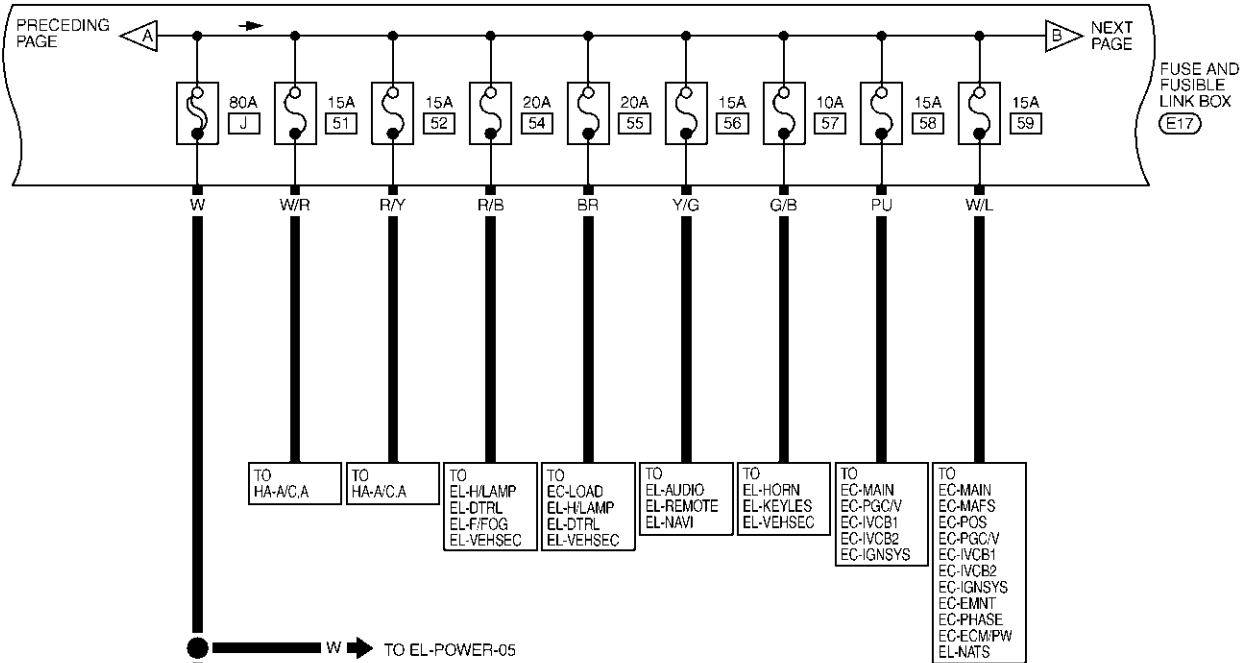 PRECEDING
PAGE
A
B
NEXT
PAGE
FUSE AND
FUSIBLE
LINK BOX
E17
80A
J
15A
51
15A
52
20A
54
20A
55
15A
56
10A
57
15A
58
15A
59
W
W/R
R/Y
R/B
BR
Y/G
G/B
PU
W/L
TO
HA-A/C,A
TO
HA-A/C,A
TO
EL-H/LAMP
EL-DTRL
EL-F/FOG
EL-VEHSEC
TO
EC-LOAD
EL-H/LAMP
EL-DTRL
EL-VEHSEC
TO
EL-AUDIO
EL-REMOTE
EL-NAVI
TO
EL-HORN
EL-KEYLES
EL-VEHSEC
TO
EC-MAIN
EC-PGC/V
EC-IVCB1
EC-IVCB2
EC-IGNSYS
TO
EC-MAIN
EC-MAFS
EC-POS
EC-PGC/V
EC-IVCB1
EC-IVCB2
EC-IGNSYS
EC-EMNT
EC-PHASE
EC-ECM/PW
EL-NATS
W
TO EL-POWER-05